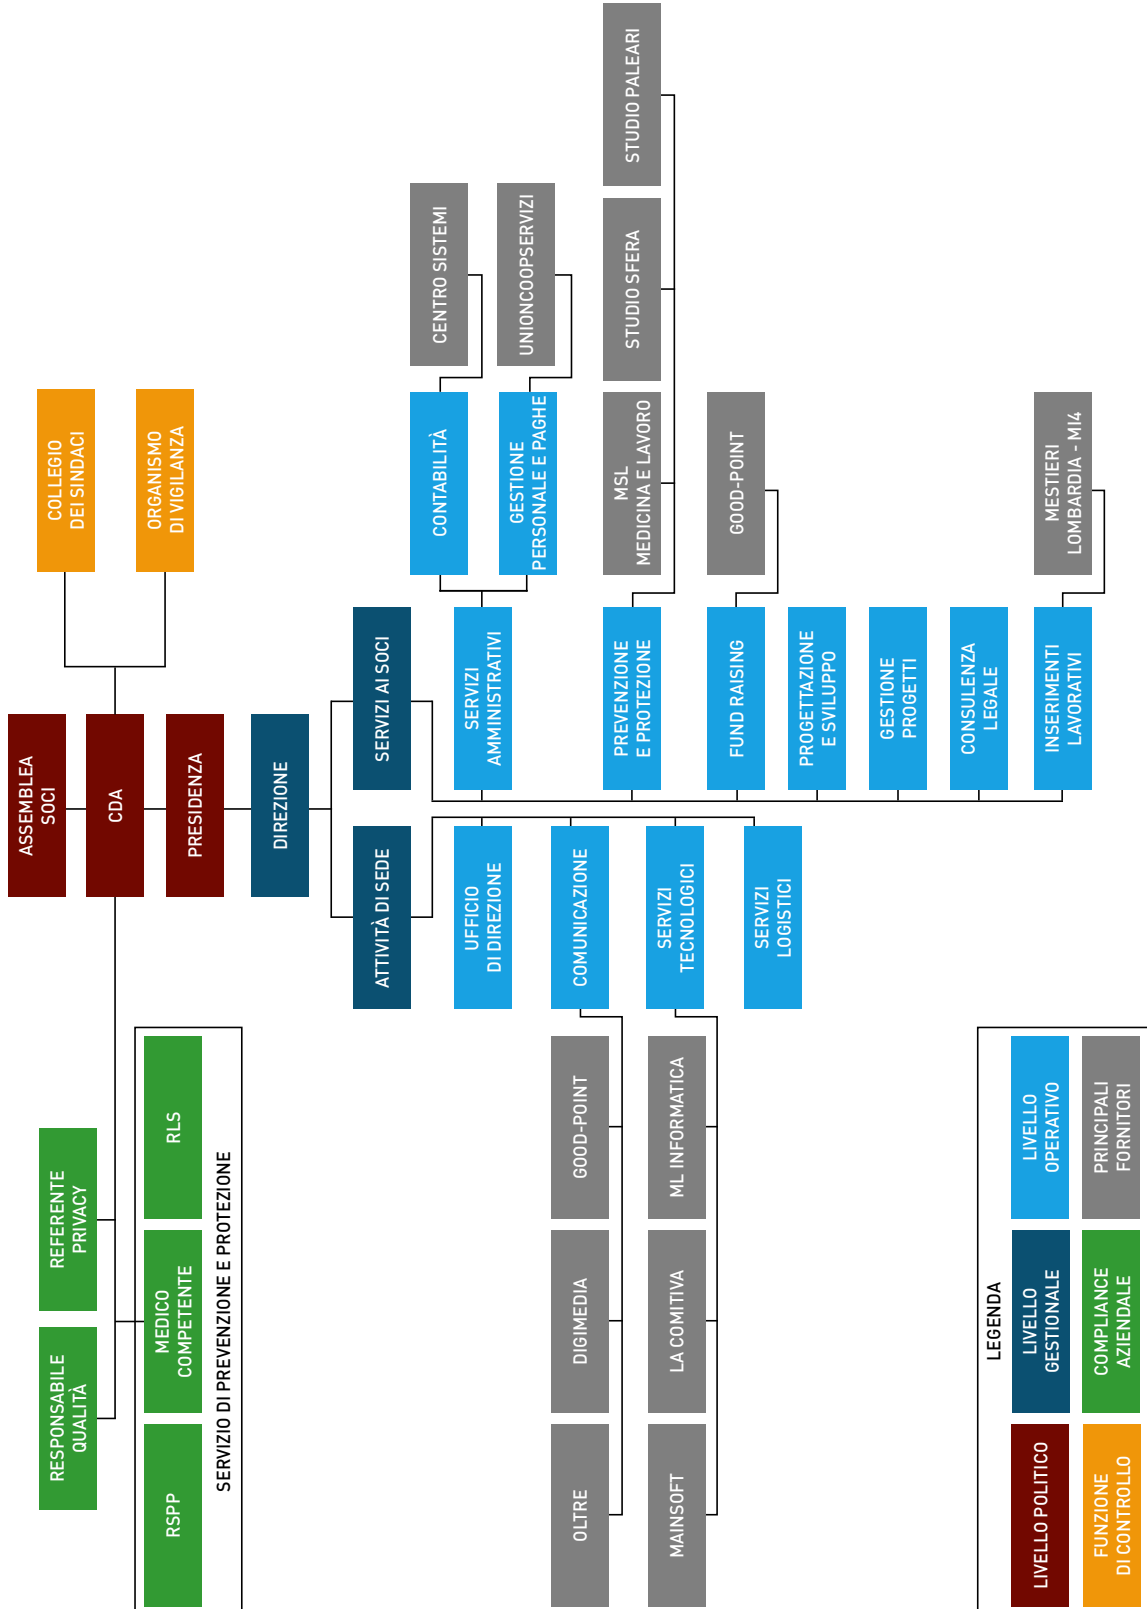 ASSEMBLEA
SOCI
CDA
PRESIDENZA
DIREZIONE
COLLEGIO
DEI SINDACI
ORGANISMO
DI VIGILANZA
RESPONSABILE
QUALITÀ
REFERENTE
PRIVACY
RSPP
MEDICO
COMPETENTE
RLS
SERVIZIO DI PREVENZIONE E PROTEZIONE
ATTIVITÀ DI SEDE
SERVIZI AI SOCI
UFFICIO
DI DIREZIONE
COMUNICAZIONE
OLTRE
DIGIMEDIA
GOOD-POINT
SERVIZI
TECNOLOGICI
MAINSOFT
LA COMITIVA
ML INFORMATICA
SERVIZI
LOGISTICI
SERVIZI
AMMINISTRATIVI
CONTABILITÀ
CENTRO SISTEMI
GESTIONE
PERSONALE E PAGHE
UNIONCOOPSERVIZI
PREVENZIONE
E PROTEZIONE
MSL
MEDICINA E LAVORO
STUDIO SFERA
STUDIO PALEARI
FUND RAISING
GOOD-POINT
PROGETTAZIONE
E SVILUPPO
GESTIONE
PROGETTI
CONSULENZA
LEGALE
INSERIMENTI
LAVORATIVI
MESTIERI
LOMBARDIA - MI4
LEGENDA
LIVELLO POLITICO
LIVELLO
GESTIONALE
LIVELLO
OPERATIVO
FUNZIONE
DI CONTROLLO
COMPLIANCE
AZIENDALE
PRINCIPALI
FORNITORI